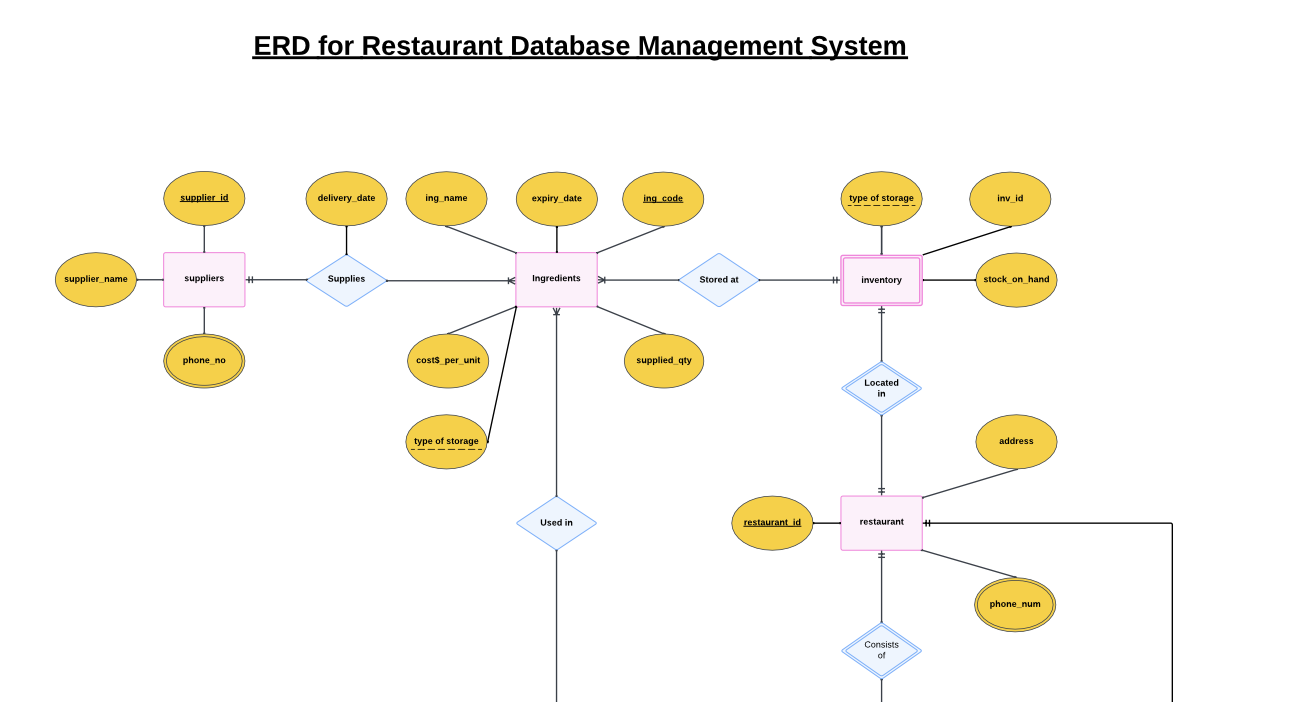 ERD for Restaurant Database Management System
supplier_id
delivery_date
ing_name
expiry_date
ing_code
type of storage
inv_id
supplier_name
suppliers
Supplies
Ingredients
Stored at
inventory
stock_on_hand
phone_no
cost$_per_unit
supplied_qty
Located
in
type of storage
address
restaurant_id
restaurant
Used in
phone_num
Consists
of